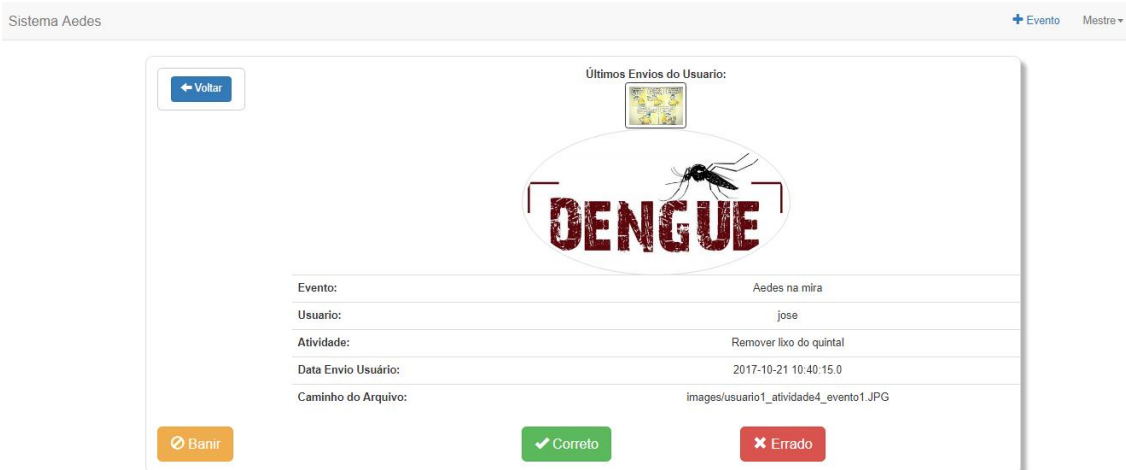 Sistema Aedes
Evento Mestre
Voltar
Últimos Envios do Usuario:
DENGUE
Evento: Aedes na mira
Usuario: jose
Atividade: Remover lixo do quintal
Data Envio Usuário: 2017-10-21 10:40:15.0
Caminho do Arquivo: images/usuario1_atividade4_evento1.JPG
Banir Correto Errado